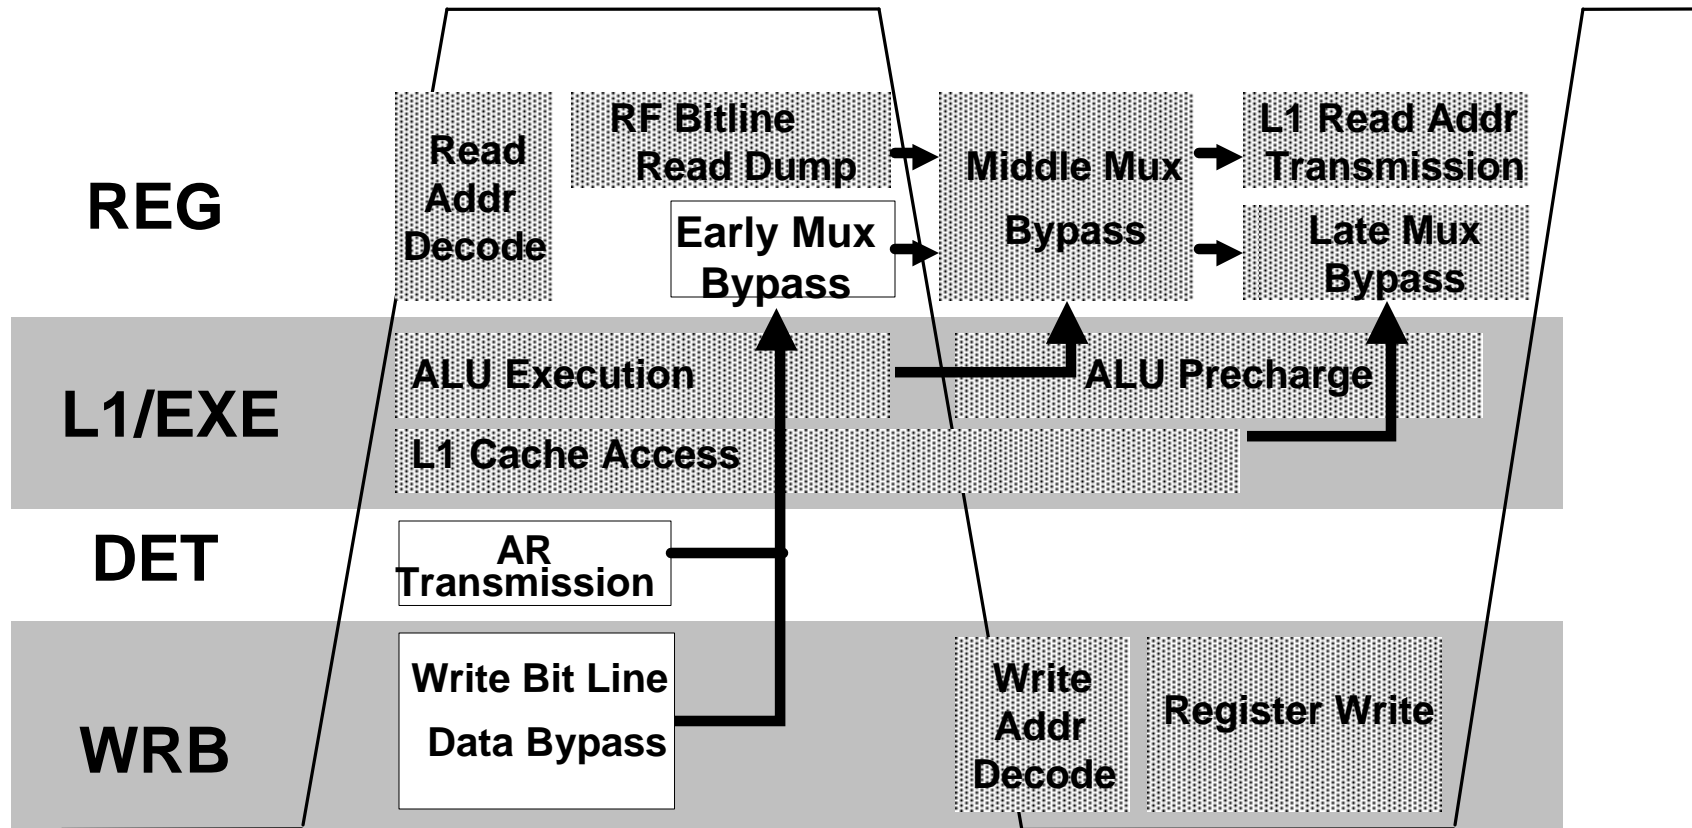 REG
Read
Addr
Decode
RF Bitline
Read Dump
Early Mux
Bypass
Middle Mux
Bypass
L1 Read Addr
Transmission
Late Mux
Bypass
L1/EXE
ALU Execution
ALU Precharge
L1 Cache Access
DET
AR
Transmission
WRB
Write Bit Line
Data Bypass
Write
Addr
Decode
Register Write